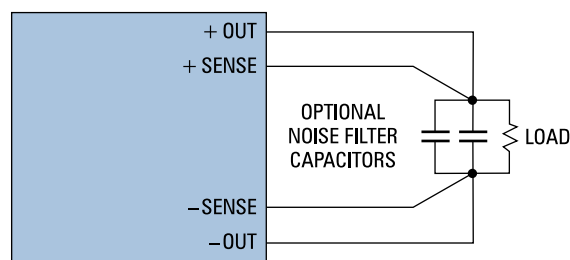 + OUT
+ SENSE
OPTIONAL
NOISE FILTER
CAPACITORS
LOAD
−SENSE
−OUT